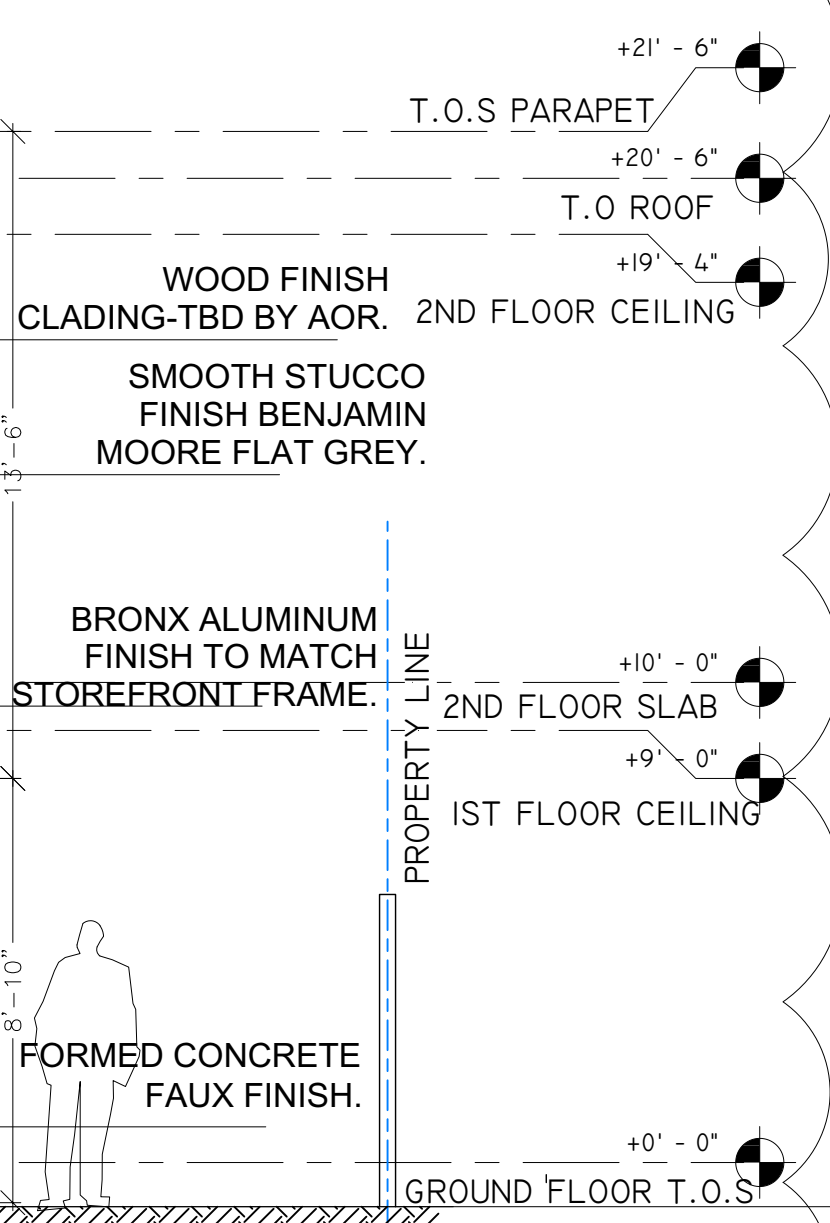 +21' - 6"
T.O.S PARAPET
+20' - 6"
T.O ROOF
+19' - 4"
2ND FLOOR CEILING
WOOD FINISH
CLADING-TBD BY AOR.
SMOOTH STUCCO
FINISH BENJAMIN
MOORE FLAT GREY.
13'-6"
BRONX ALUMINUM
FINISH TO MATCH
STOREFRONT FRAME.
PROPERTY LINE
+10' - 0"
2ND FLOOR SLAB
+9' - 0"
1ST FLOOR CEILING
8'-10"
FORMED CONCRETE
FAUX FINISH.
+0' - 0"
GROUND FLOOR T.O.S